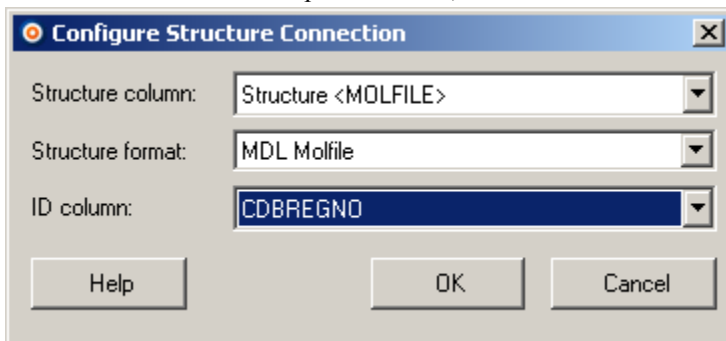 Configure Structure Connection
Structure column: Structure <MOLFILE>
Structure format: MDL Molfile
ID column: CDBREGNO
Help OK Cancel